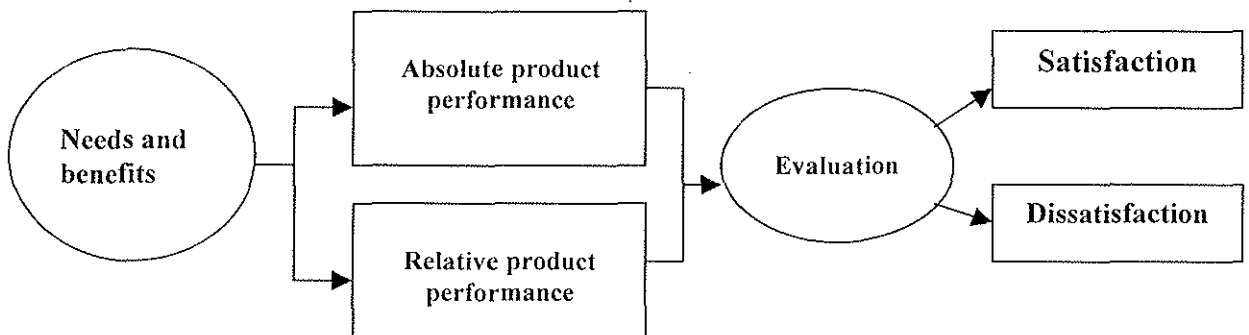 Needs and
benefits
Absolute product
performance
Relative product
performance
Evaluation
Satisfaction
Dissatisfaction